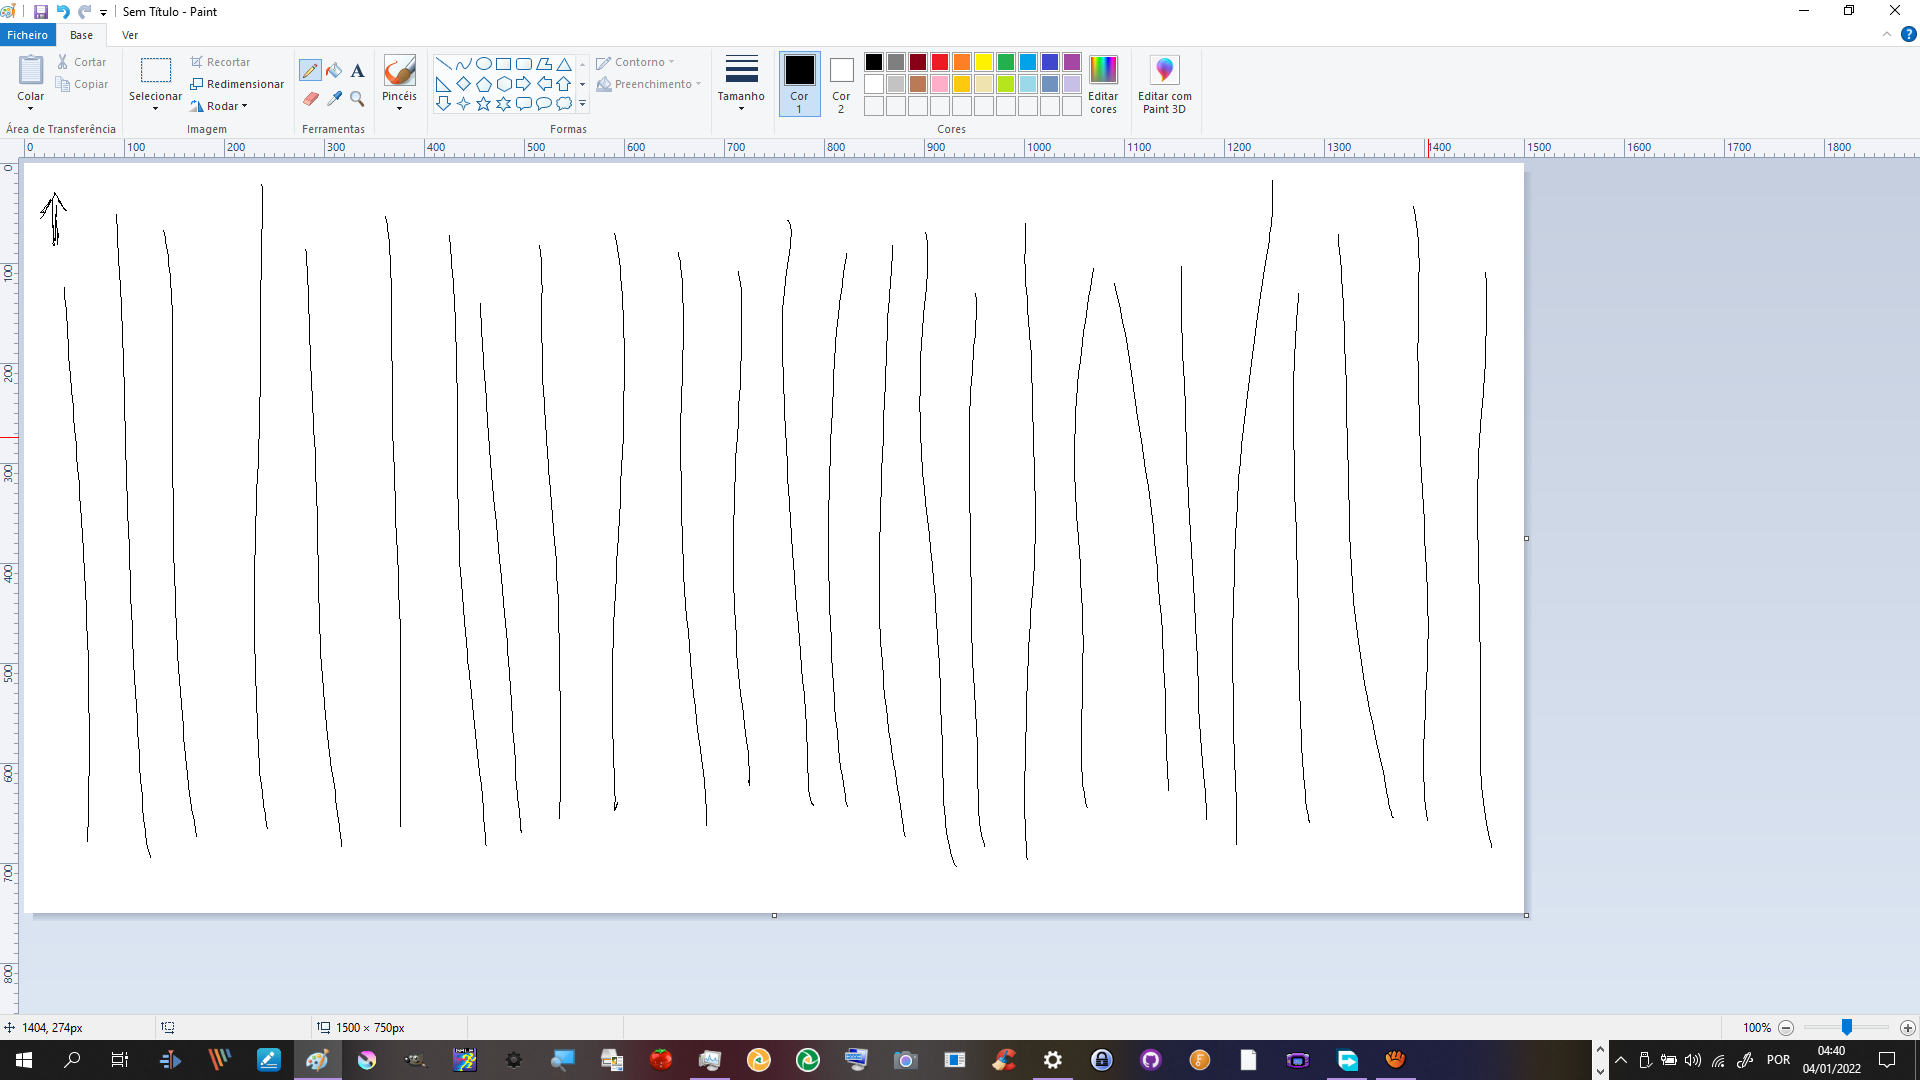 Sem Título - Paint
Ficheiro Base Ver
Colar
Cortar
Copiar
Área de Transferência
Selecionar
Recortar
Redimensionar
Rodar
Imagem
A
Ferramentas
Pincéis
Contorno
Preenchimento
Formas
Tamanho
Cor 1
Cor 2
Cores
Editar cores
Editar com Paint 3D
0 100 200 300 400 500 600 700 800 900 1000 1100 1200 1300 1400 1500 1600 1700 1800
0
100
200
300
400
500
600
700
800
1404, 274px
1500 × 750px
100%
POR
04:40
04/01/2022